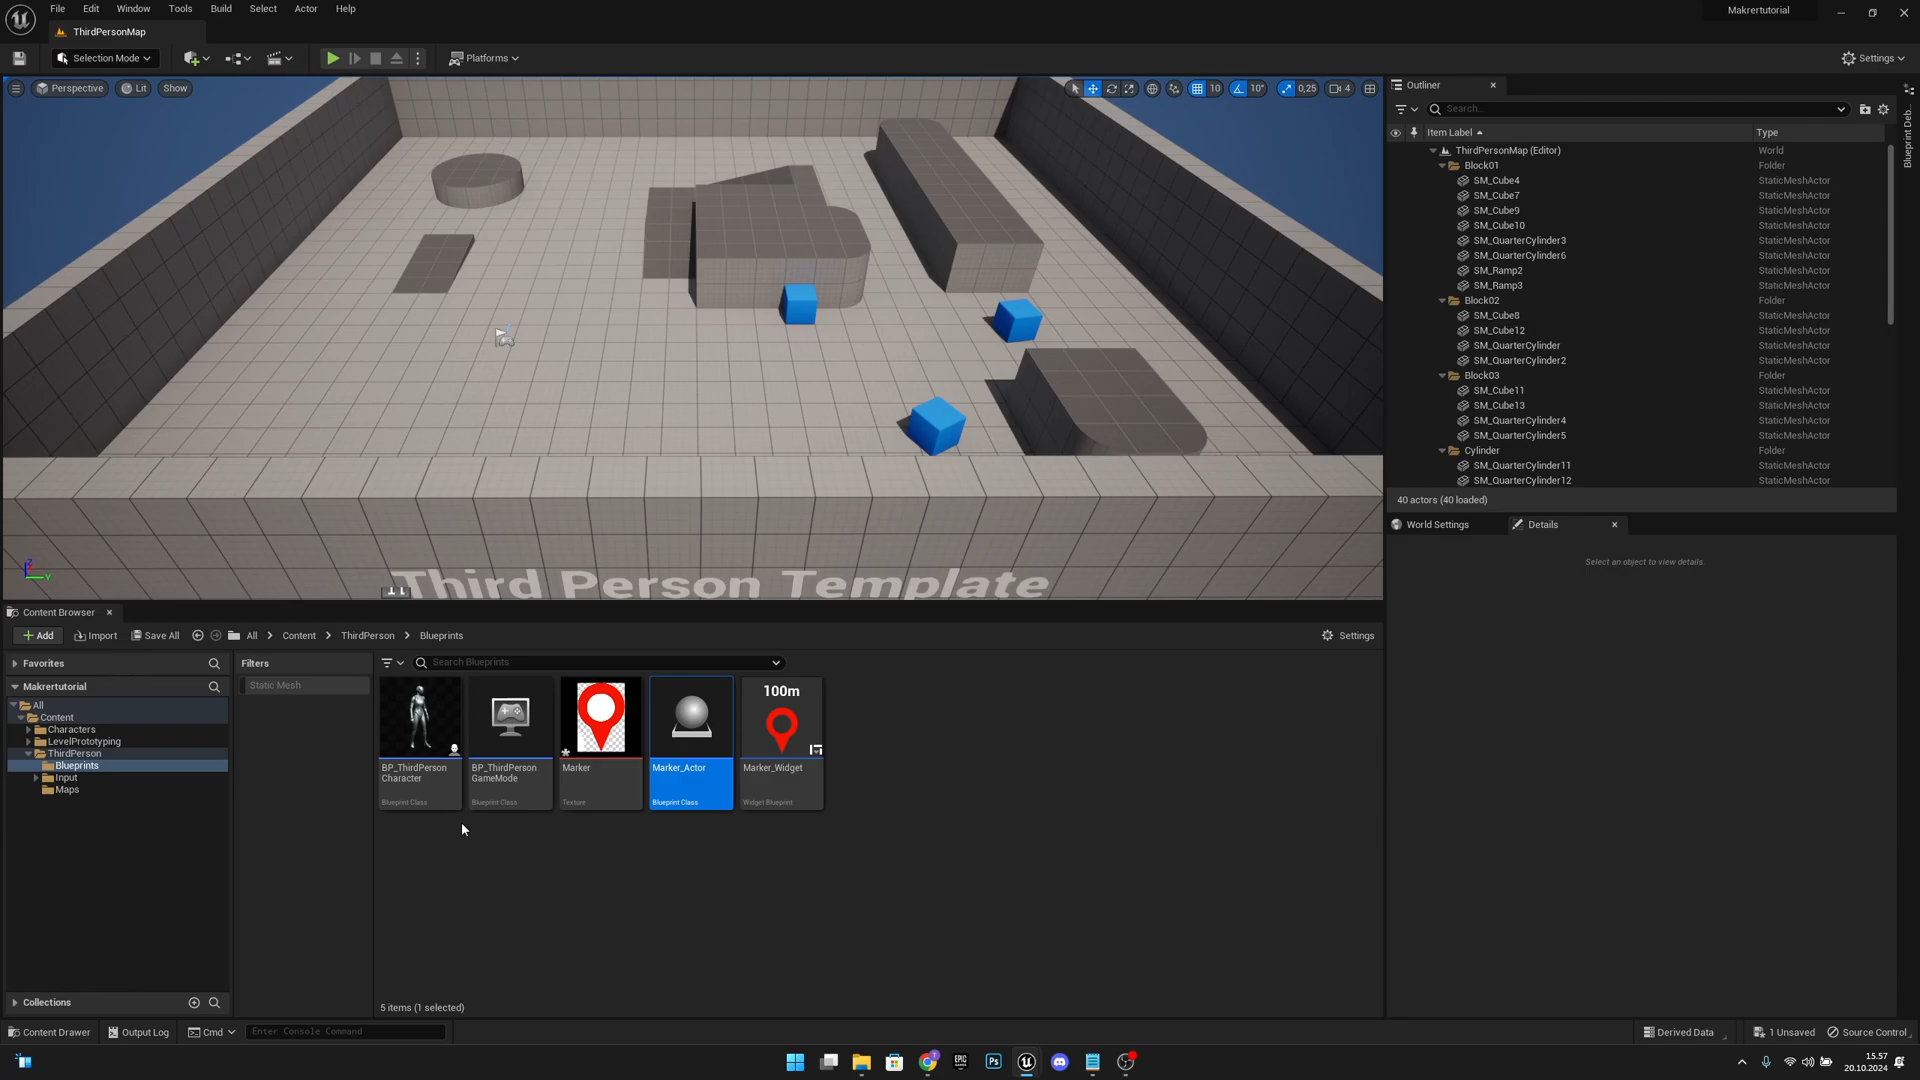 File Edit Window Tools Build Select Actor Help
Makrertutorial
ThirdPersonMap
Selection Mode
Platforms
Settings
Perspective Lit Show
10 10° 0,25 4
Third Person Template
Outliner
Search...
Item Label Type
ThirdPersonMap (Editor) World
Block01 Folder
SM_Cube4 StaticMeshActor
SM_Cube7 StaticMeshActor
SM_Cube9 StaticMeshActor
SM_Cube10 StaticMeshActor
SM_QuarterCylinder3 StaticMeshActor
SM_QuarterCylinder6 StaticMeshActor
SM_Ramp2 StaticMeshActor
SM_Ramp3 StaticMeshActor
Block02 Folder
SM_Cube8 StaticMeshActor
SM_Cube12 StaticMeshActor
SM_QuarterCylinder StaticMeshActor
SM_QuarterCylinder2 StaticMeshActor
Block03 Folder
SM_Cube11 StaticMeshActor
SM_Cube13 StaticMeshActor
SM_QuarterCylinder4 StaticMeshActor
SM_QuarterCylinder5 StaticMeshActor
Cylinder Folder
SM_QuarterCylinder11 StaticMeshActor
SM_QuarterCylinder12 StaticMeshActor
40 actors (40 loaded)
World Settings Details
Select an object to view details.
Blueprint Deb...
Content Browser
Add Import Save All All Content ThirdPerson Blueprints
Settings
Favorites
Makrertutorial
All
Content
Characters
LevelPrototyping
ThirdPerson
Blueprints
Input
Maps
Collections
Filters
Static Mesh
Search Blueprints
100m
BP_ThirdPerson
Character
Blueprint Class
BP_ThirdPerson
GameMode
Blueprint Class
Marker
Texture
Marker_Actor
Blueprint Class
Marker_Widget
Widget Blueprint
5 items (1 selected)
Content Drawer Output Log Cmd Enter Console Command
Derived Data 1 Unsaved Source Control
EPIC
GAMES
Ps
15.57
20.10.2024